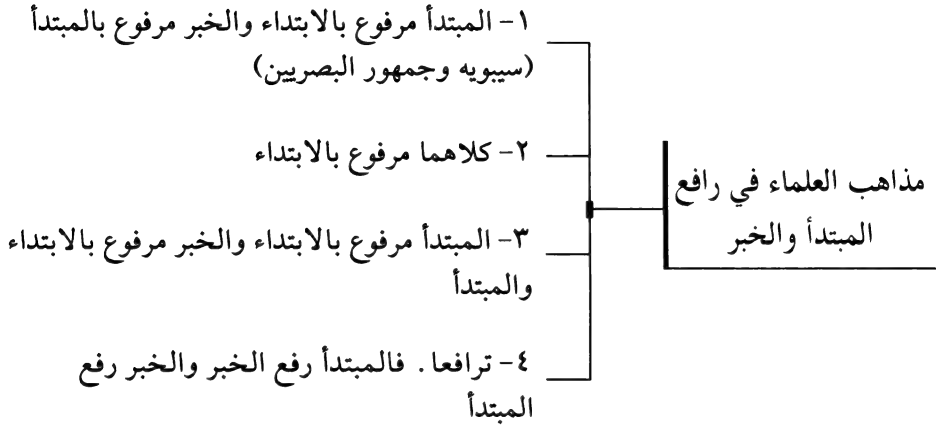 مذاهب العلماء في رافع
المبتدأ والخبر
١- المبتدأ مرفوع بالابتداء والخبر مرفوع بالمبتدأ
(سيبويه وجمهور البصريين)
٢- كلاهما مرفوع بالابتداء
٣- المبتدأ مرفوع بالابتداء والخبر مرفوع بالابتداء
والمبتدأ
٤- ترافعا. فالمبتدأ رفع الخبر والخبر رفع
المبتدأ